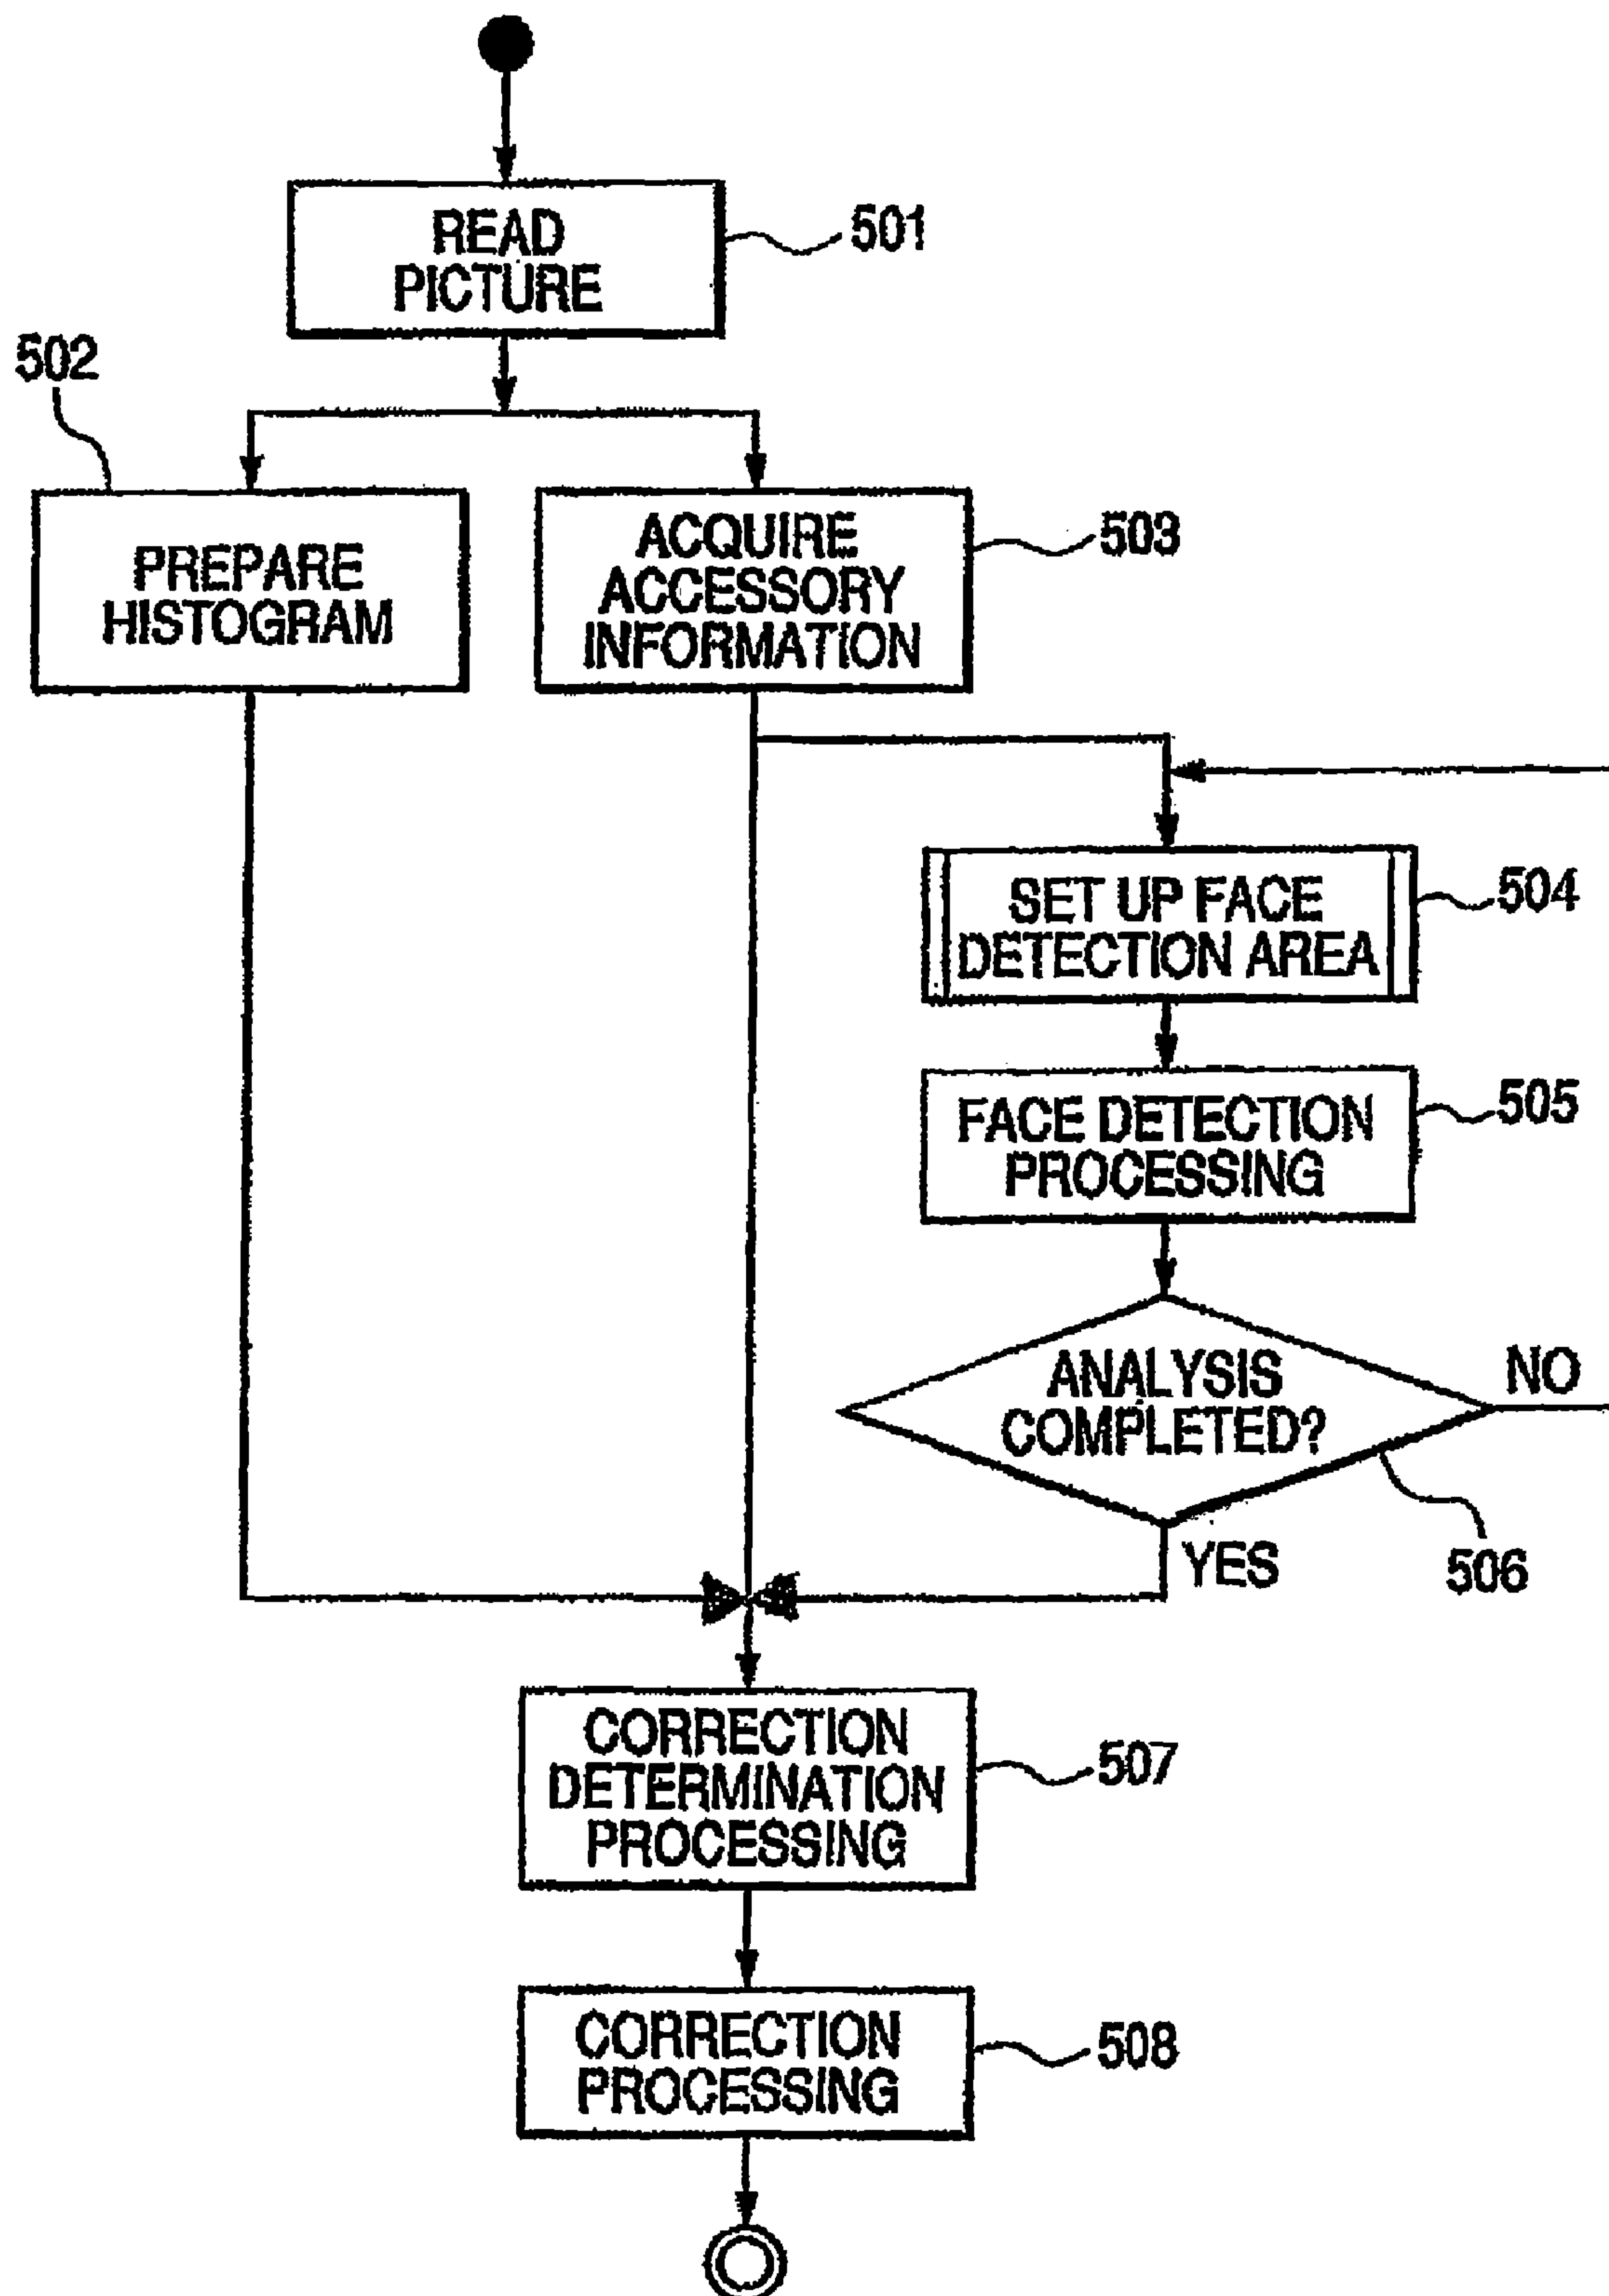 READ
PICTURE
501
502
PREPARE
HISTOGRAM
ACQUIRE
ACCESSORY
INFORMATION
503
SET UP FACE
DETECTION AREA
504
FACE DETECTION
PROCESSING
505
ANALYSIS
COMPLETED?
NO
YES
506
CORRECTION
DETERMINATION
PROCESSING
507
CORRECTION
PROCESSING
508